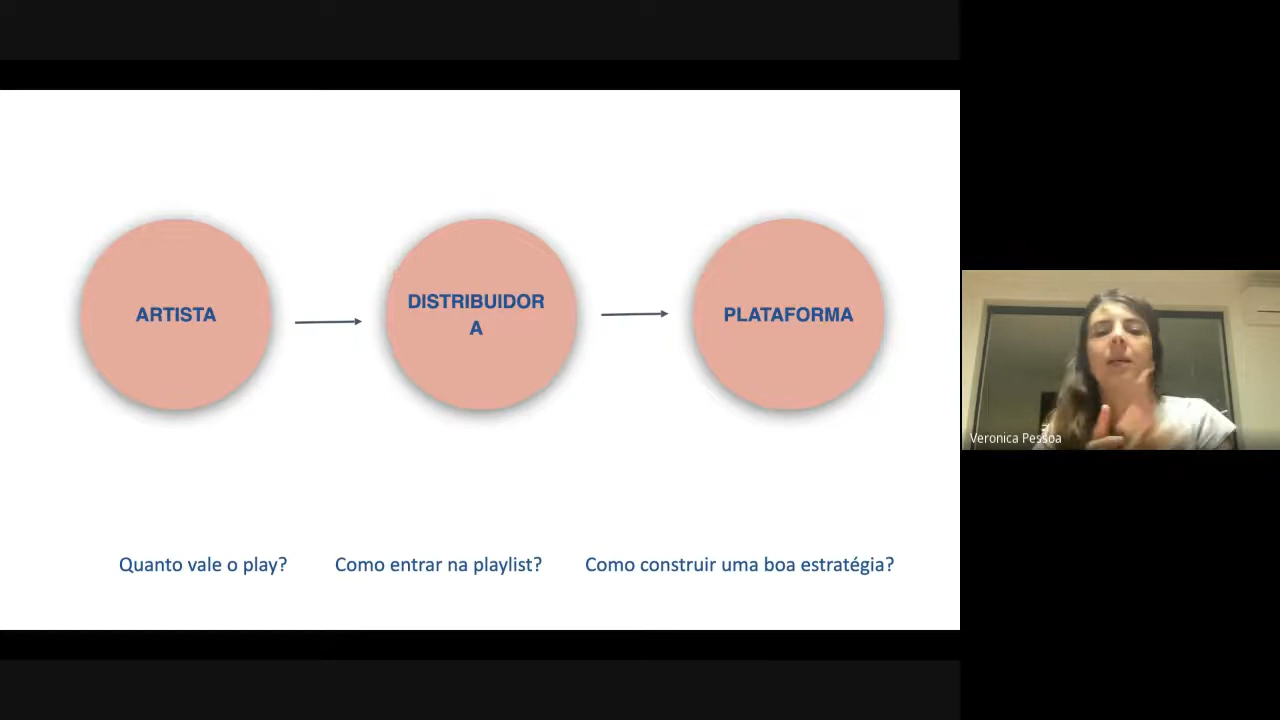 ARTISTA
DISTRIBUIDOR
A
PLATAFORMA
Quanto vale o play?
Como entrar na playlist?
Como construir uma boa estratégia?
Veronica Pessoa